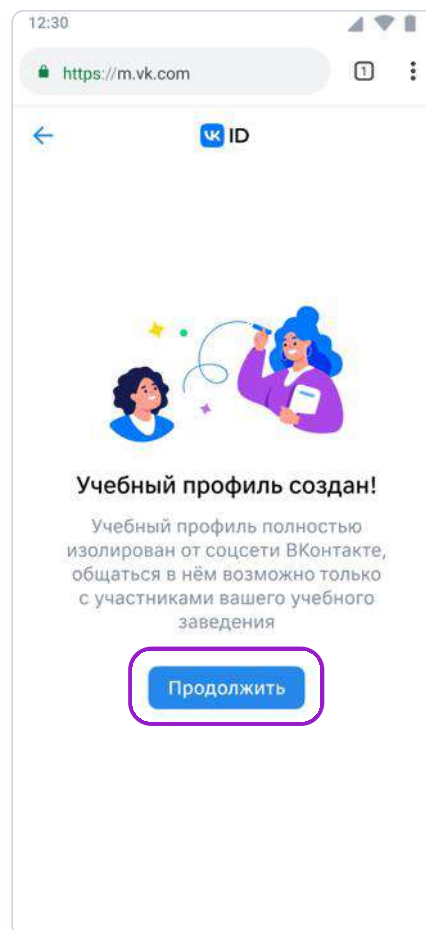 12:30
https://m.vk.com
1
VK ID
Учебный профиль создан!
Учебный профиль полностью
изолирован от соцсети ВКонтакте,
общаться в нём возможно только
с участниками вашего учебного
заведения
Продолжить